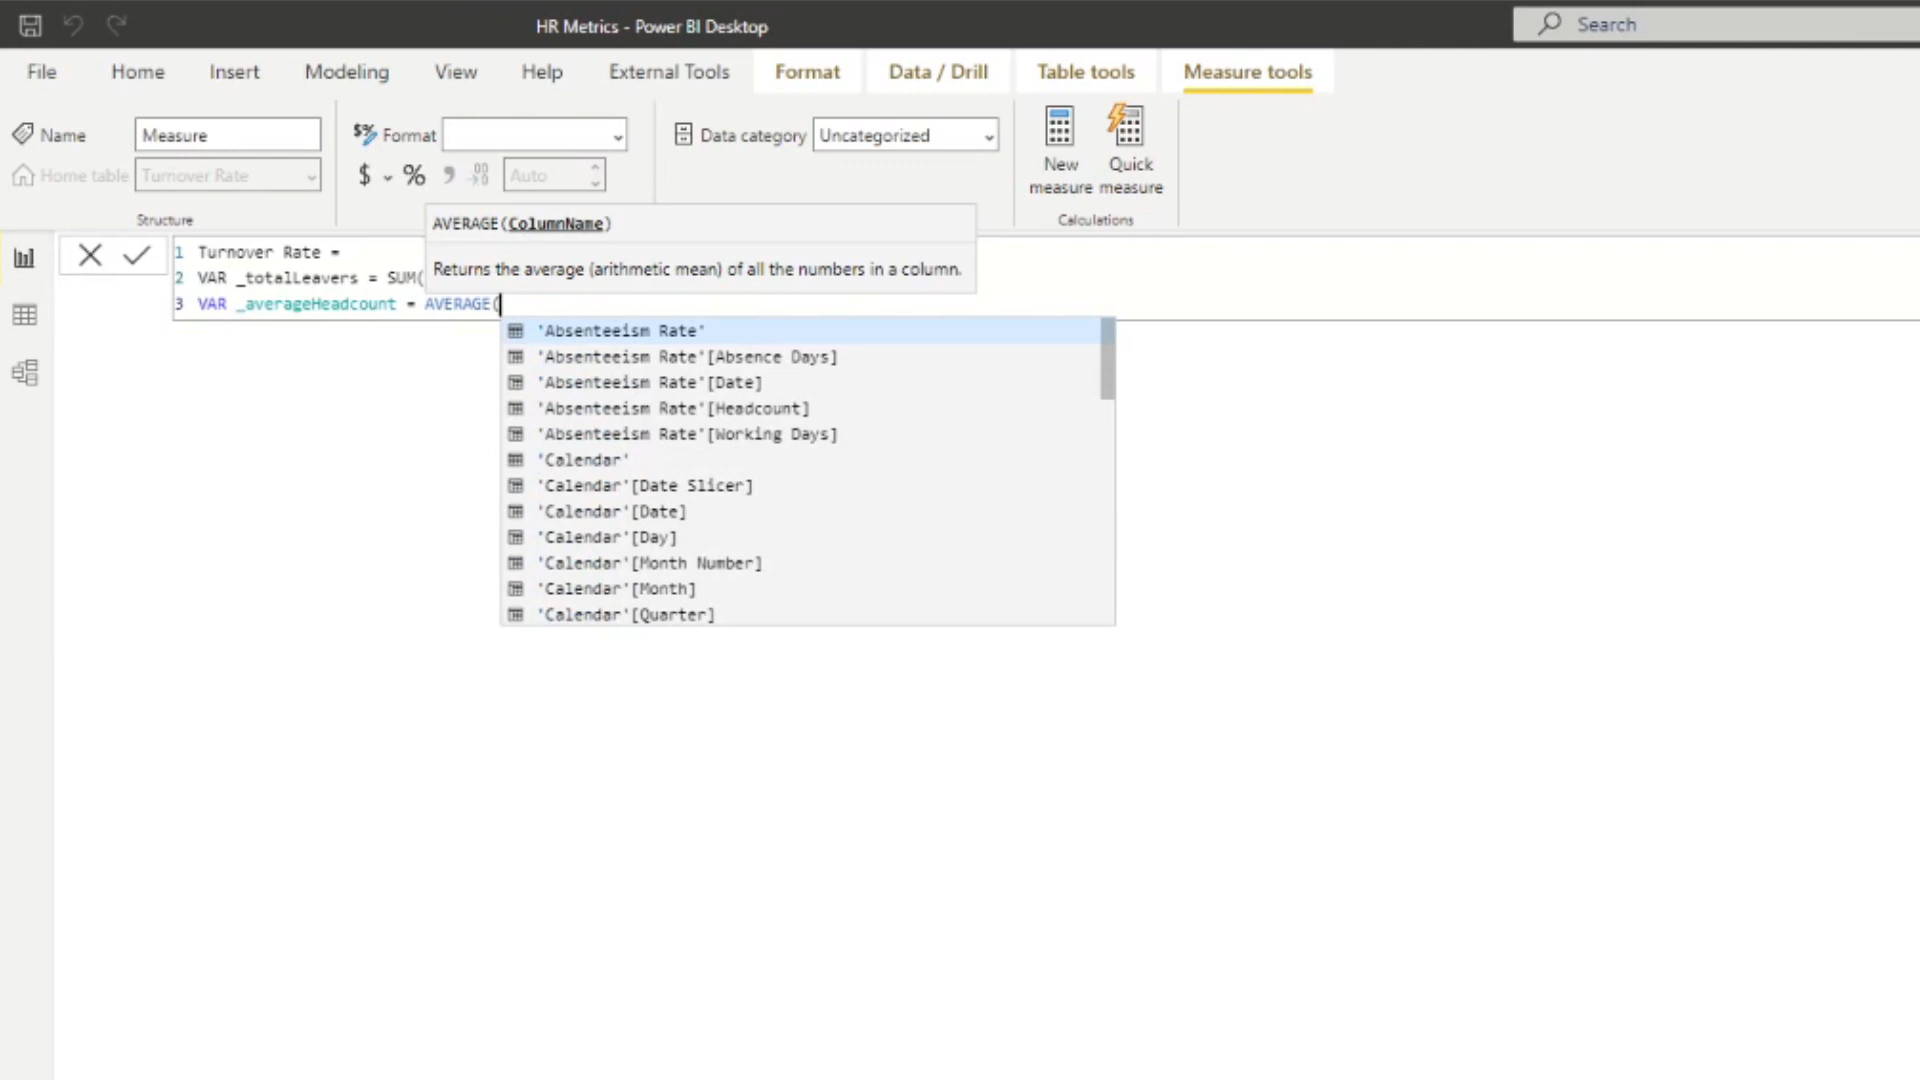 HR Metrics - Power BI Desktop
Search
File Home Insert Modeling View Help External Tools Format Data / Drill Table tools Measure tools
Name Measure
Format
Data category Uncategorized
Home table Turnover Rate
$ % Auto
New measure
Quick measure
Structure
Calculations
AVERAGE(ColumnName)
Returns the average (arithmetic mean) of all the numbers in a column.
1 Turnover Rate =
2 VAR _totalLeavers = SUM(
3 VAR _averageHeadcount = AVERAGE(
'Absenteeism Rate'
'Absenteeism Rate'[Absence Days]
'Absenteeism Rate'[Date]
'Absenteeism Rate'[Headcount]
'Absenteeism Rate'[Working Days]
'Calendar'
'Calendar'[Date Slicer]
'Calendar'[Date]
'Calendar'[Day]
'Calendar'[Month Number]
'Calendar'[Month]
'Calendar'[Quarter]